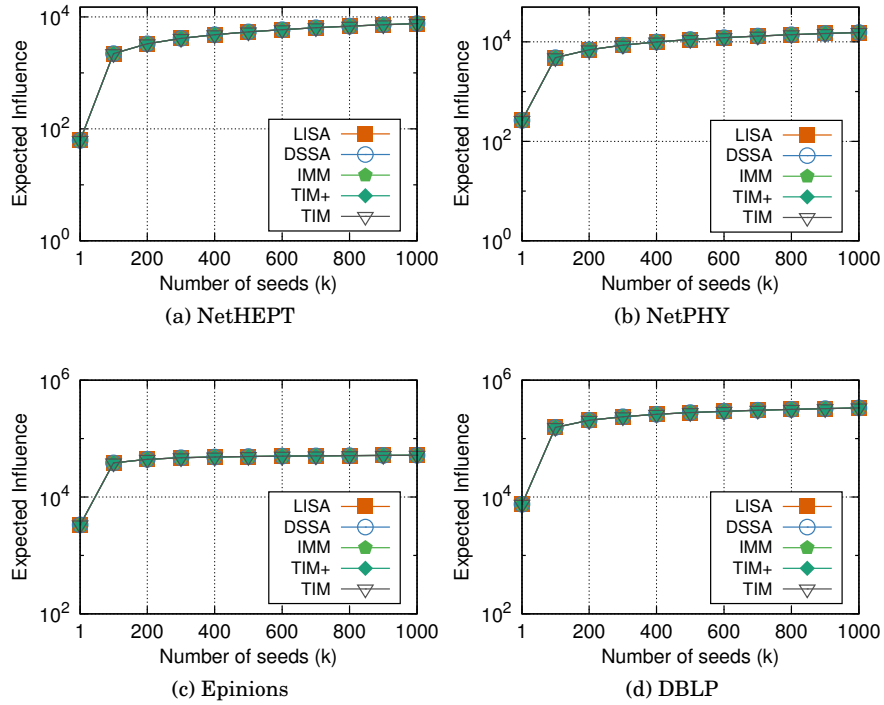 10^4
10^2
10^0
Expected Influence
LISA
DSSA
IMM
TIM+
TIM
1 200 400 600 800 1000
Number of seeds (k)
(a) NetHEPT
10^4
10^2
10^0
Expected Influence
LISA
DSSA
IMM
TIM+
TIM
1 200 400 600 800 1000
Number of seeds (k)
(b) NetPHY
10^6
10^4
10^2
Expected Influence
LISA
DSSA
IMM
TIM+
TIM
1 200 400 600 800 1000
Number of seeds (k)
(c) Epinions
10^6
10^4
10^2
Expected Influence
LISA
DSSA
IMM
TIM+
TIM
1 200 400 600 800 1000
Number of seeds (k)
(d) DBLP